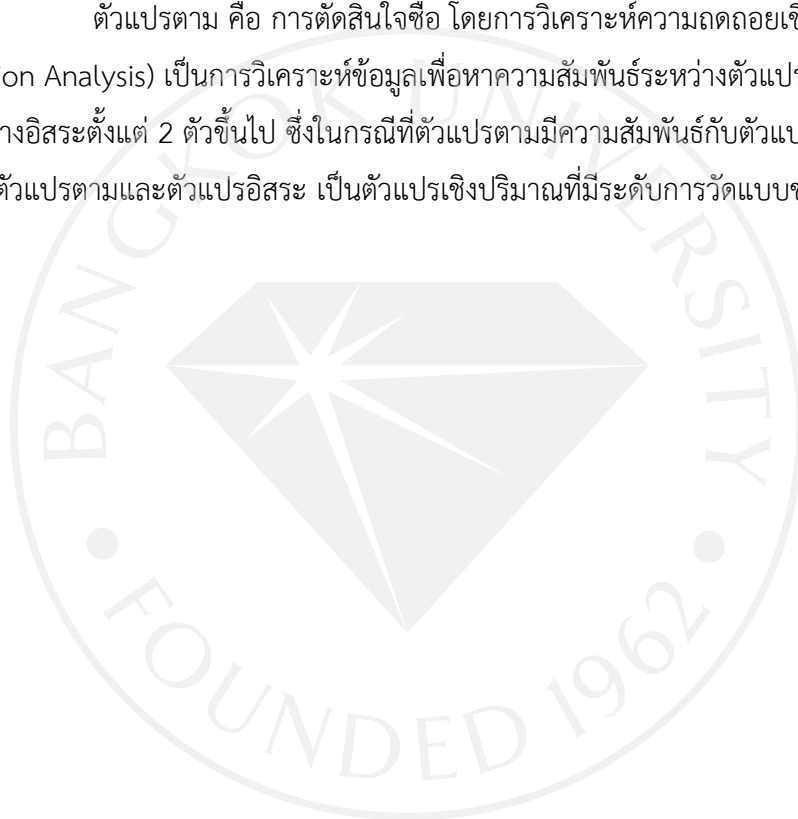 ตัวแปรตาม คือ การตัดสินใจซื้อ โดยการวิเคราะห์ความถดถอยเชิ
ion Analysis) เป็นการวิเคราะห์ข้อมูลเพื่อหาความสัมพันธ์ระหว่างตัวแปร
างอิสระตั้งแต่ 2 ตัวขึ้นไป ซึ่งในกรณีที่ตัวแปรตามมีความสัมพันธ์กับตัวแป
ตัวแปรตามและตัวแปรอิสระ เป็นตัวแปรเชิงปริมาณที่มีระดับการวัดแบบช
BANGKOK UNIVERSITY
FOUNDED 1962